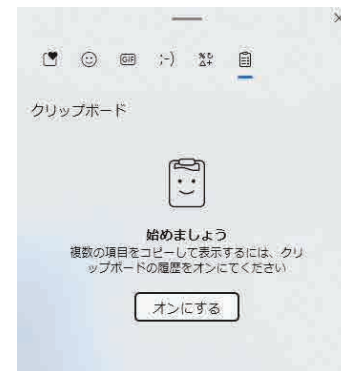 GIF ;-)
クリップボード
始めましょう
複数の項目をコピーして表示するには、クリ
ップボードの履歴をオンにてください
オンにする